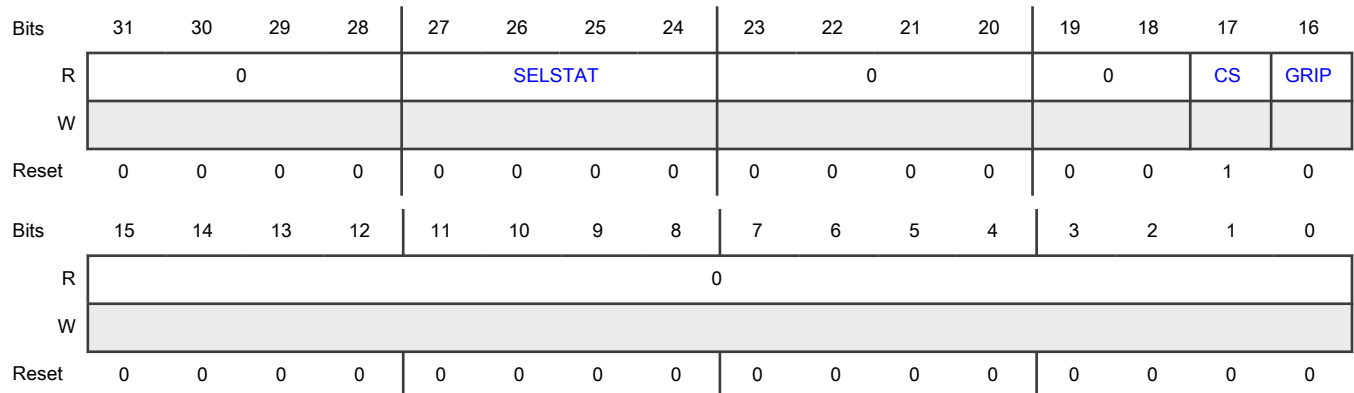 Bits 31 30 29 28 27 26 25 24 23 22 21 20 19 18 17 16
R 0 SELSTAT 0 0 CS GRIP
W
Reset 0 0 0 0 0 0 0 0 0 0 0 0 0 0 1 0
Bits 15 14 13 12 11 10 9 8 7 6 5 4 3 2 1 0
R 0
W
Reset 0 0 0 0 0 0 0 0 0 0 0 0 0 0 0 0